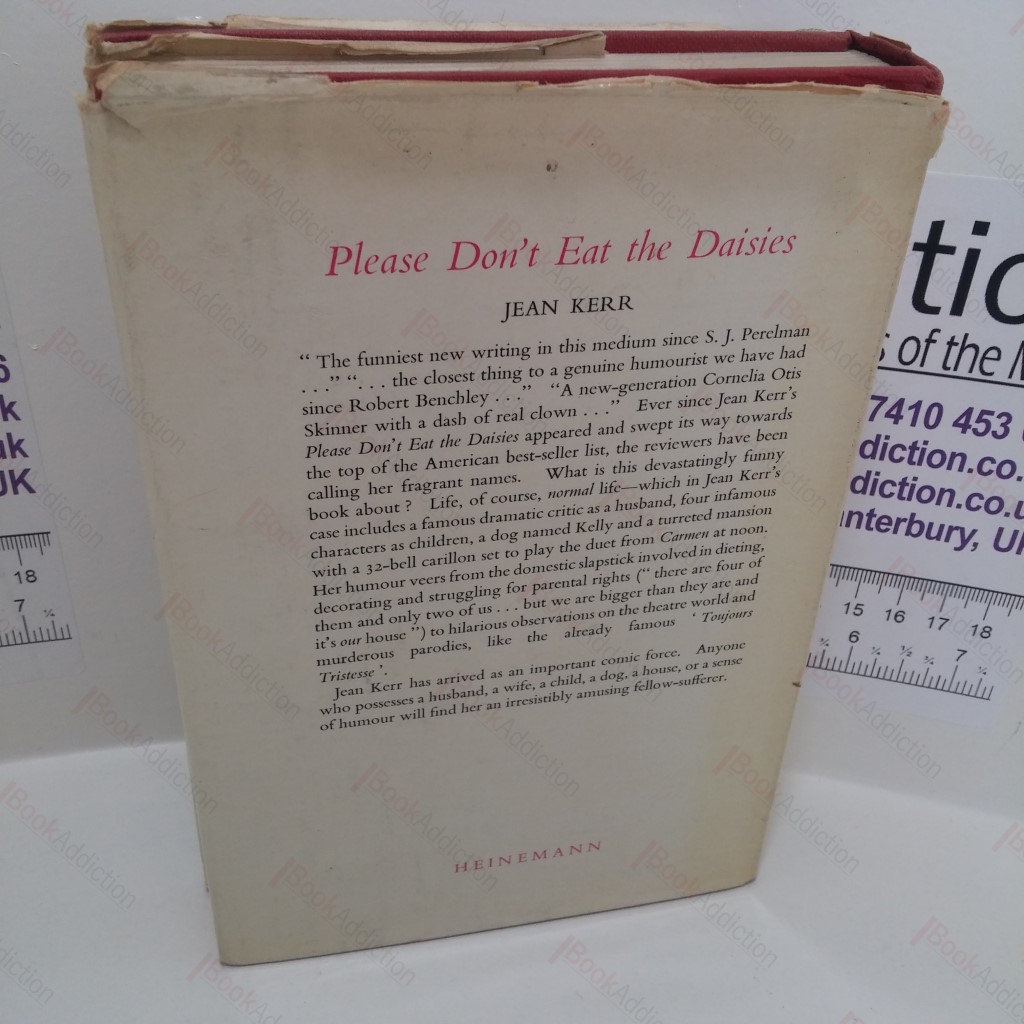 Please Don't Eat the Daisies
JEAN KERR
“ The funniest new writing in this medium since S. J. Perelman
. . .” “. . . the closest thing to a genuine humourist we have had
since Robert Benchley . . .” “A new-generation Cornelia Otis
Skinner with a dash of real clown . . .” Ever since Jean Kerr's
Please Don't Eat the Daisies appeared and swept its way towards
the top of the American best-seller list, the reviewers have been
calling her fragrant names. What is this devastatingly funny
book about ? Life, of course, normal life—which in Jean Kerr's
case includes a famous dramatic critic as a husband, four infamous
characters as children, a dog named Kelly and a turreted mansion
with a 32-bell carillon set to play the duet from Carmen at noon.
Her humour veers from the domestic slapstick involved in dieting,
decorating and struggling for parental rights (“ there are four of
them and only two of us . . . but we are bigger than they are and
it's our house ”) to hilarious observations on the theatre world and
murderous parodies, like the already famous ‘ Toujours
Tristesse ’.
Jean Kerr has arrived as an important comic force. Anyone
who possesses a husband, a wife, a child, a dog, a house, or a sense
of humour will find her an irresistibly amusing fellow-sufferer.
HEINEMANN
tio
s of the M
7410 453
diction.co.
diction.co.u
anterbury, U
15 16 17 18
6 7
6
k
uk
UK
18
7
BookAddiction